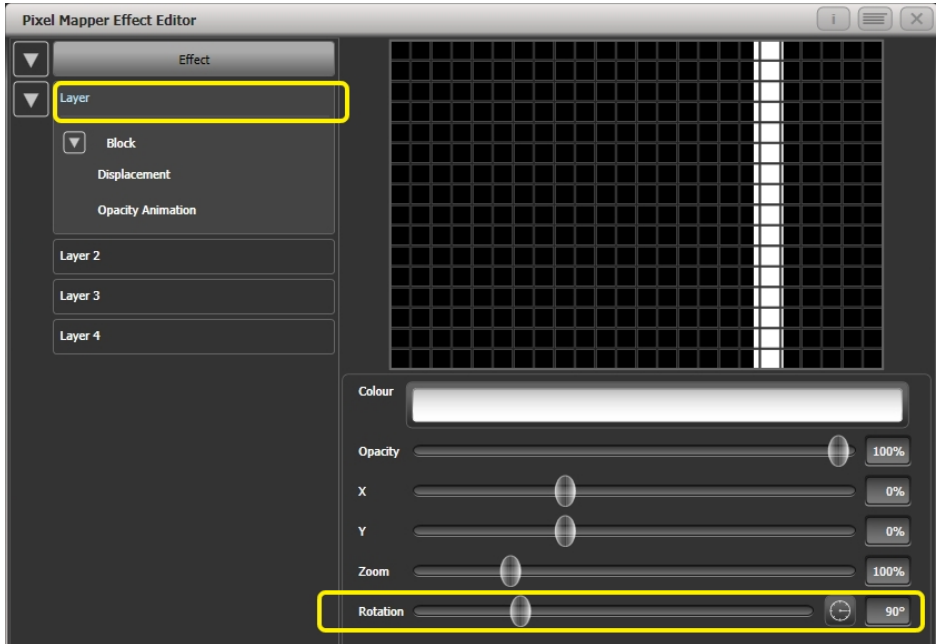 Pixel Mapper Effect Editor
i
Effect
Layer
Block
Displacement
Opacity Animation
Layer 2
Layer 3
Layer 4
Colour
Opacity 100%
X 0%
Y 0%
Zoom 100%
Rotation 90°